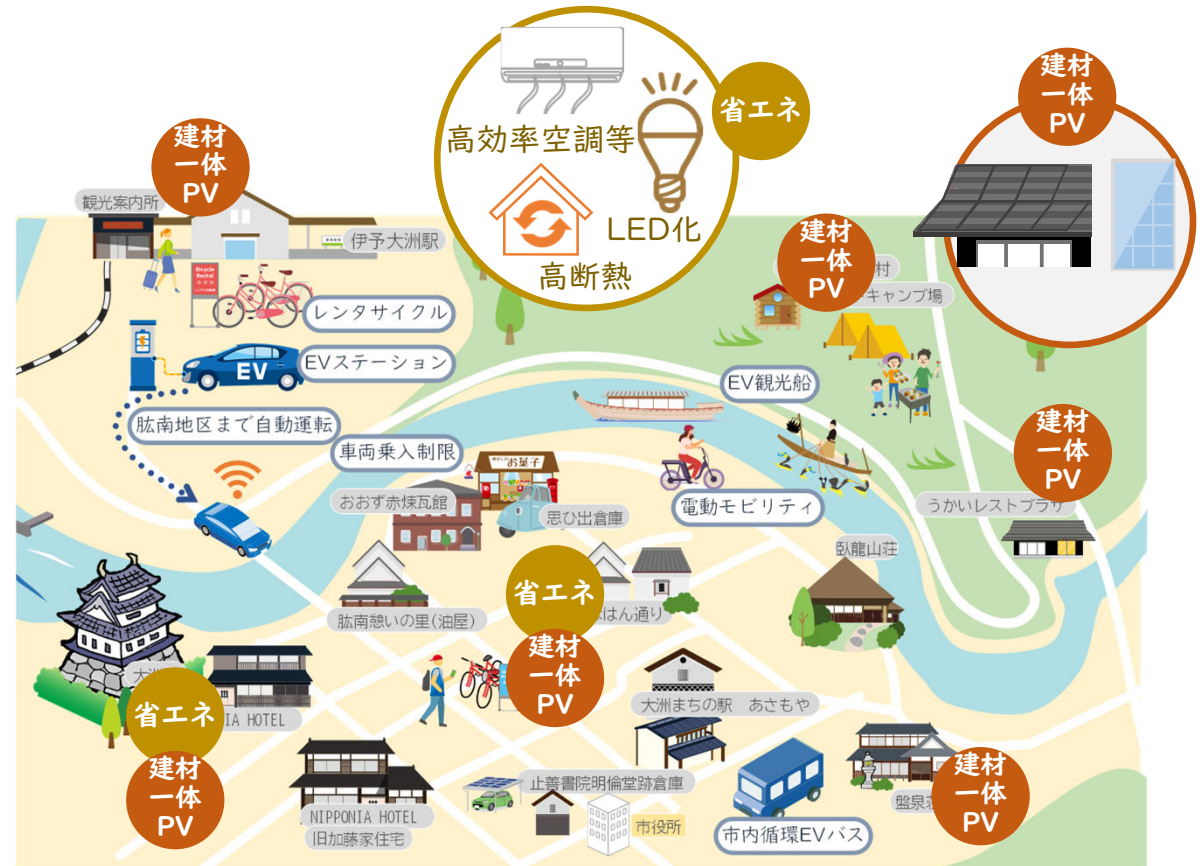 建材
一体
PV
省エネ
高効率空調等
LED化
高断熱
建材
一体
PV
観光案内所
伊予大洲駅
Bicycle
Rental
レンタサイクル
EV
EVステーション
肱南地区まで自動運転
車両乗入制限
建材
一体
PV
村
キャンプ場
EV観光船
電動モビリティ
お菓子
おおず赤煉瓦館
思ひ出倉庫
建材
一体
PV
うかいレストプラザ
臥龍山荘
肱南憩いの里(油屋)
はん通り
省エネ
建材
一体
PV
大洲
省エネ
建材
一体
PV
IA HOTEL
NIPPONIA HOTEL
旧加藤家住宅
大洲まちの駅 あさもや
止善書院明倫堂跡倉庫
市役所
市内循環EVバス
盤泉荘
建材
一体
PV